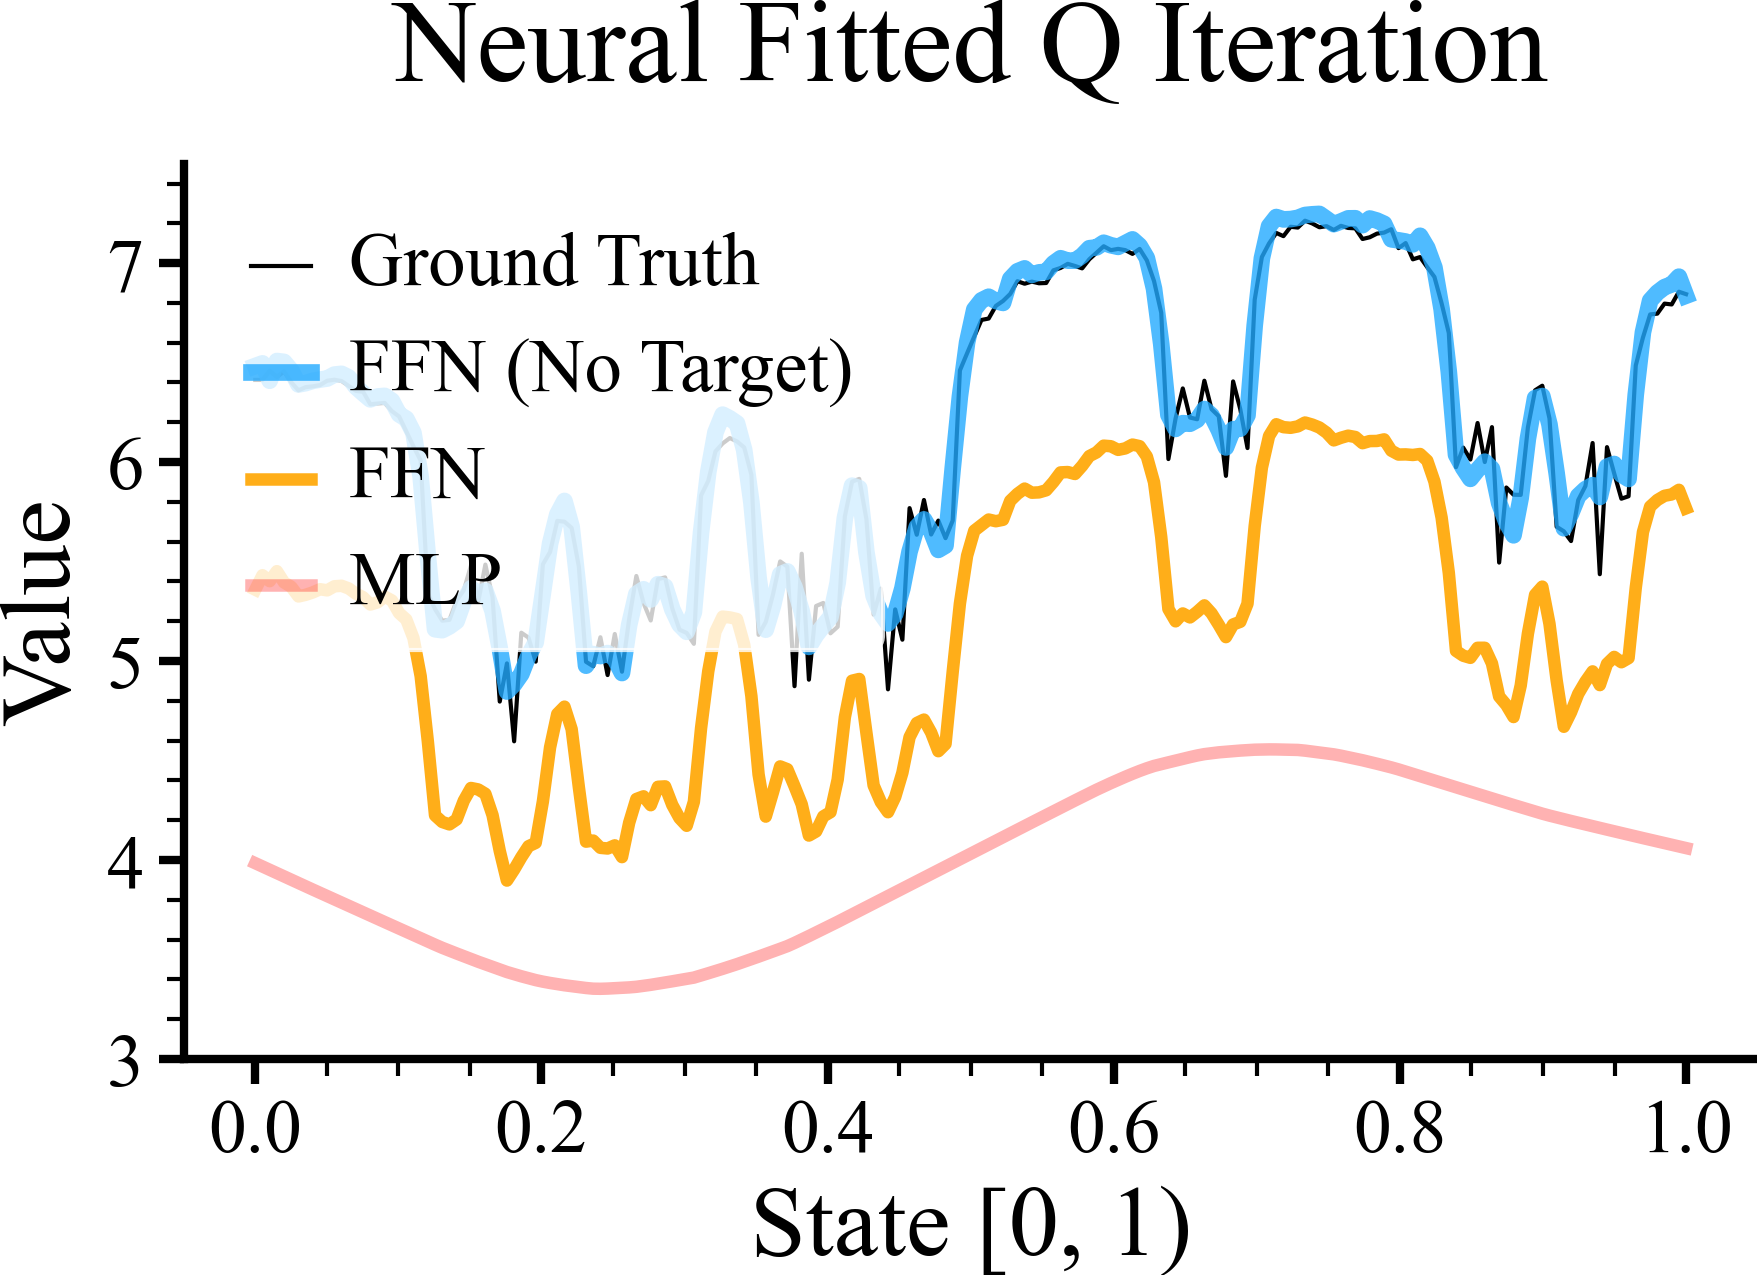 Neural Fitted Q Iteration
Value
7
6
5
4
3
Ground Truth
FFN (No Target)
FFN
MLP
0.0 0.2 0.4 0.6 0.8 1.0
State [0, 1)